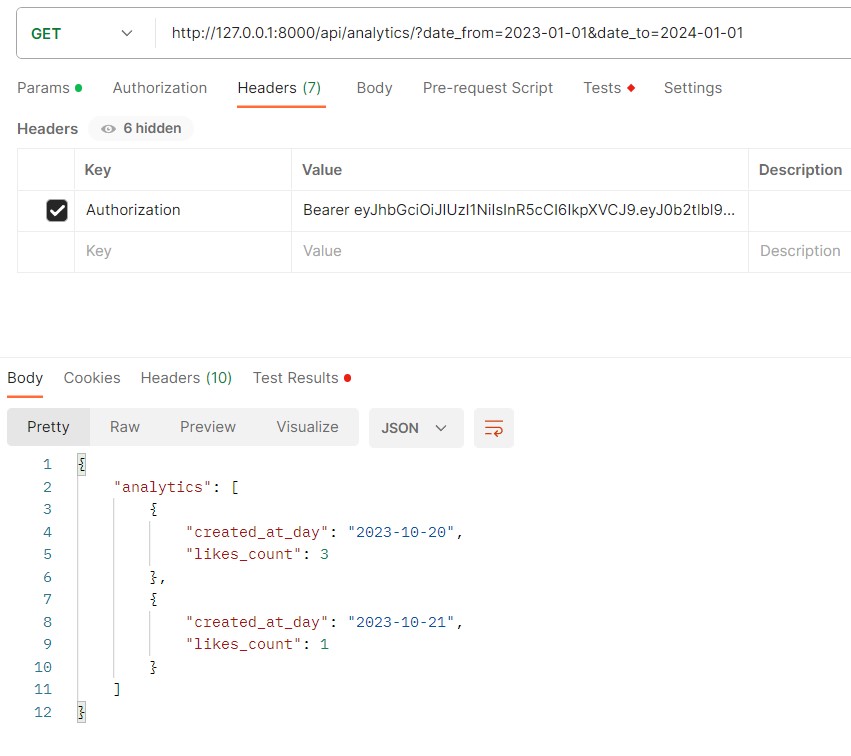 GET http://127.0.0.1:8000/api/analytics/?date_from=2023-01-01&date_to=2024-01-01
Params Authorization Headers (7) Body Pre-request Script Tests Settings
Headers 6 hidden
Key Value Description
Authorization Bearer eyJhbGciOiJIUzI1NiIsInR5cCI6IkpXVCJ9.eyJ0b2tlbl9...
Key Value Description
Body Cookies Headers (10) Test Results
Pretty Raw Preview Visualize JSON
1 {
2 "analytics": [
3 {
4 "created_at_day": "2023-10-20",
5 "likes_count": 3
6 },
7 {
8 "created_at_day": "2023-10-21",
9 "likes_count": 1
10 }
11 ]
12 }